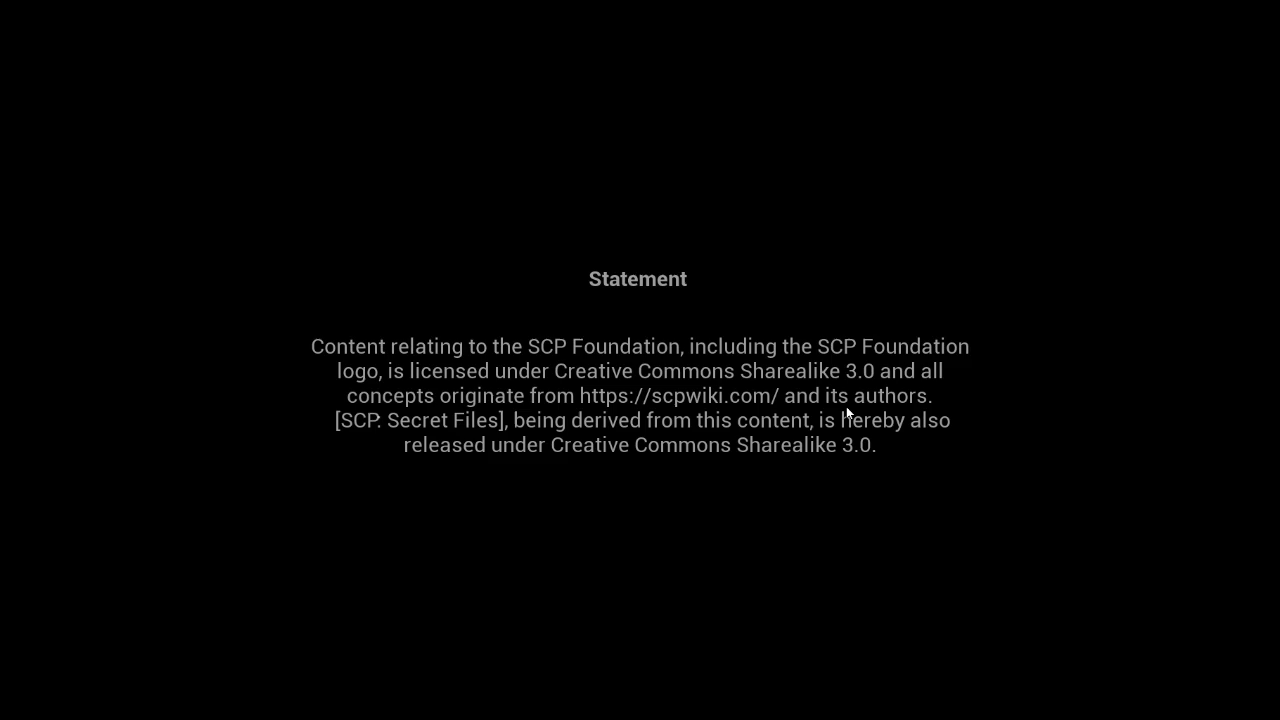 Statement
Content relating to the SCP Foundation, including the SCP Foundation
logo, is licensed under Creative Commons Sharealike 3.0 and all
concepts originate from https://scpwiki.com/ and its authors.
[SCP: Secret Files], being derived from this content, is hereby also
released under Creative Commons Sharealike 3.0.